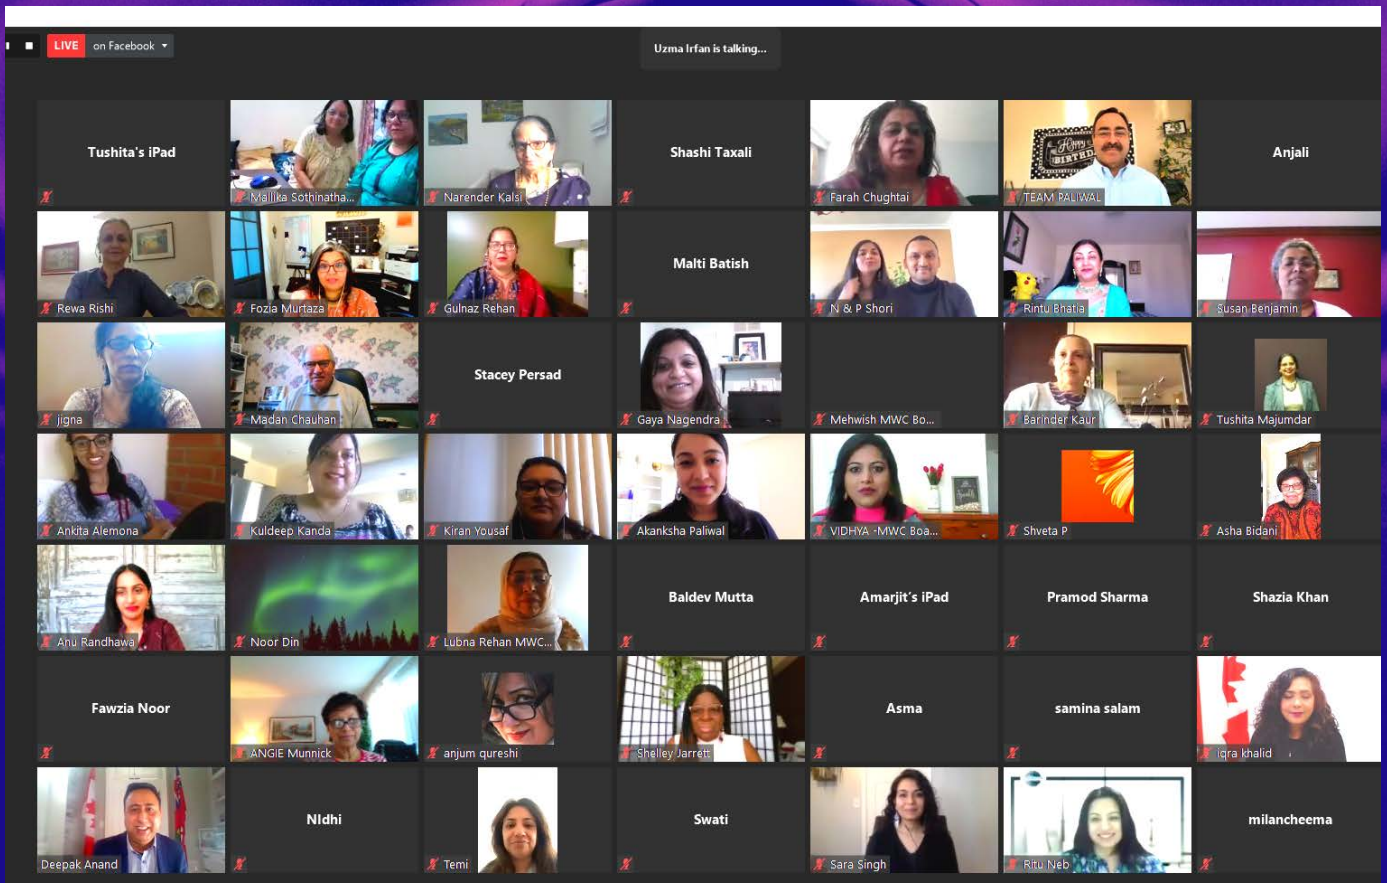 LIVE on Facebook
Uzma Irfan is talking...
Tushita's iPad
Mallika Sothinatha...
Narender Kalsi
Shashi Taxali
Farah Chughtai
Happy
BIRTHD
TEAM PALIWAL
Anjali
Rewa Rishi
Fozia Murtaza
Gulnaz Rehan
Malti Batish
N & P Shori
Rintu Bhatia
Susan Benjamin
jigna
Madan Chauhan
Stacey Persad
Gaya Nagendra
Mehwish MWC Bo...
Barinder Kaur
Tushita Majumdar
Ankita Alemona
Kuldeep Kanda
Kiran Yousaf
Akanksha Paliwal
VIDHYA -MWC Boa...
Shveta P
Asha Bidani
Anu Randhawa
Noor Din
Lubna Rehan MWC...
Baldev Mutta
Amarjit's iPad
Pramod Sharma
Shazia Khan
Fawzia Noor
ANGIE Munnick
anjum qureshi
Shelley Jarrett
Asma
samina salam
iqra khalid
Deepak Anand
NIdhi
Temi
Swati
Sara Singh
Ritu Neb
milancheema